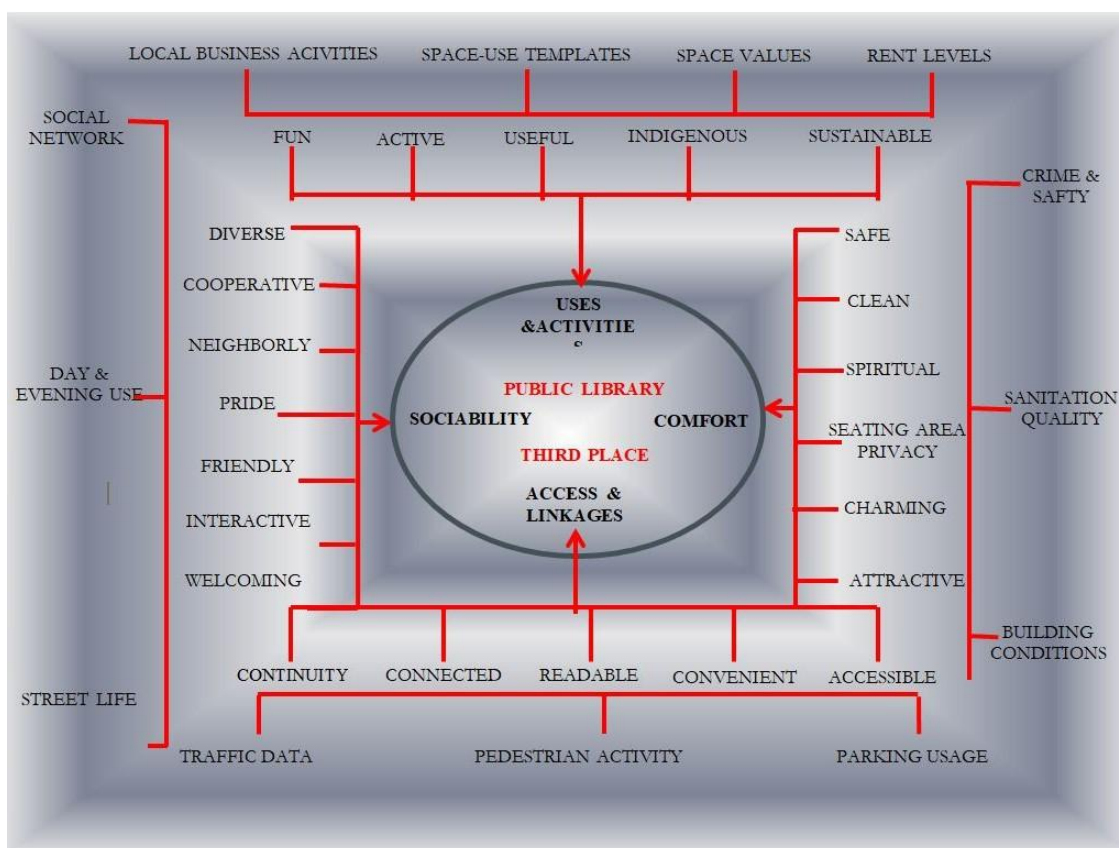 LOCAL BUSINESS ACIVITIES
SPACE-USE TEMPLATES
SPACE VALUES
RENT LEVELS
SOCIAL
NETWORK
FUN
ACTIVE
USEFUL
INDIGENOUS
SUSTAINABLE
CRIME &
SAFTY
DIVERSE
COOPERATIVE
NEIGHBORLY
DAY &
EVENING USE
PRIDE
FRIENDLY
INTERACTIVE
WELCOMING
STREET LIFE
USES
&ACTIVITIE
S
PUBLIC LIBRARY
SOCIABILITY
COMFORT
THIRD PLACE
ACCESS &
LINKAGES
SAFE
CLEAN
SPIRITUAL
SEATING AREA
PRIVACY
CHARMING
ATTRACTIVE
SANITATION
QUALITY
BUILDING
CONDITIONS
CONTINUITY
CONNECTED
READABLE
CONVENIENT
ACCESSIBLE
TRAFFIC DATA
PEDESTRIAN ACTIVITY
PARKING USAGE